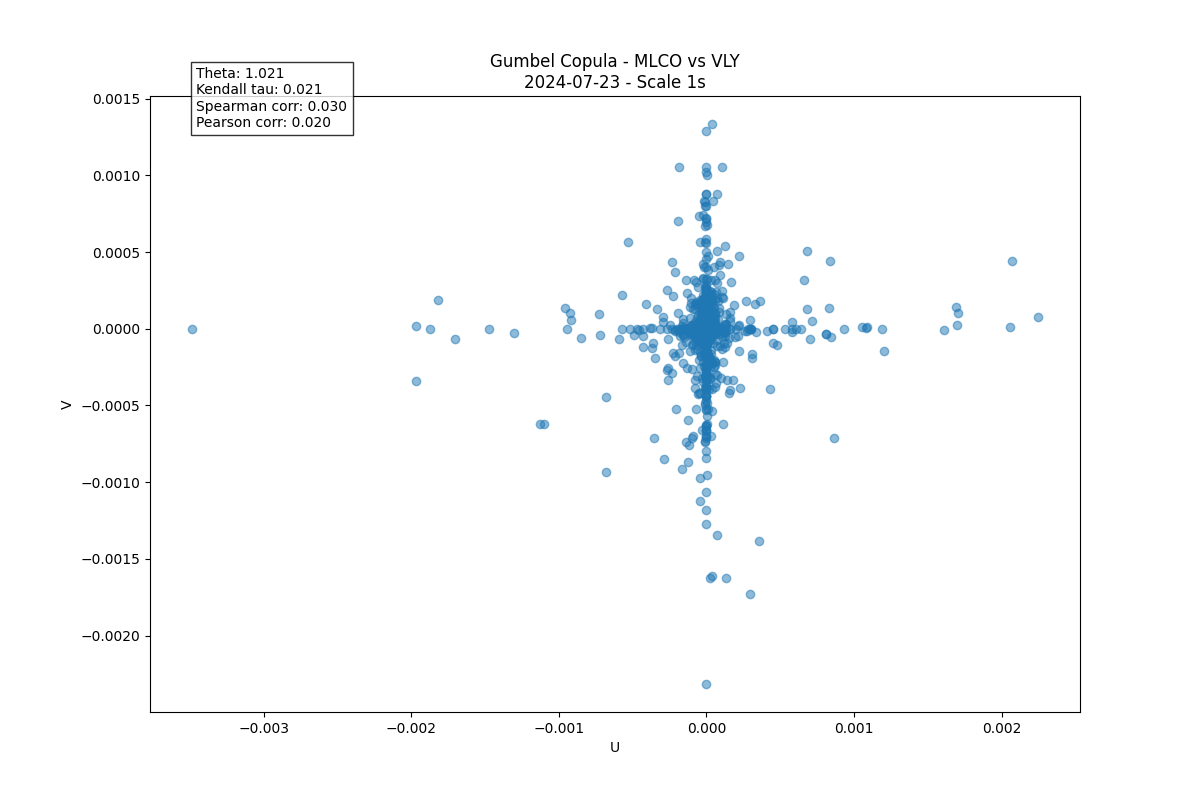 Gumbel Copula - MLCO vs VLY
2024-07-23 - Scale 1s
Theta: 1.021
Kendall tau: 0.021
Spearman corr: 0.030
Pearson corr: 0.020
0.0015
0.0010
0.0005
0.0000
−0.0005
−0.0010
−0.0015
−0.0020
V
−0.003
−0.002
−0.001
0.000
0.001
0.002
U